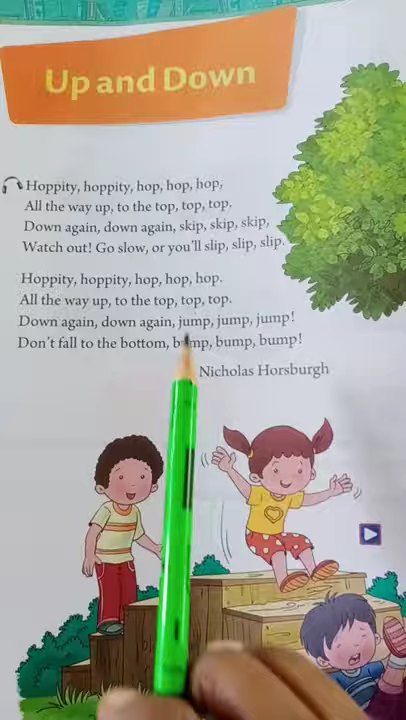 Up and Down
Hoppity, hoppity, hop, hop, hop,
All the way up, to the top, top, top.
Down again, down again, skip, skip, skip,
Watch out! Go slow, or you'll slip, slip, slip.
Hoppity, hoppity, hop, hop, hop.
All the way up, to the top, top, top.
Down again, down again, jump, jump, jump!
Don't fall to the bottom, bump, bump, bump!
Nicholas Horsburgh